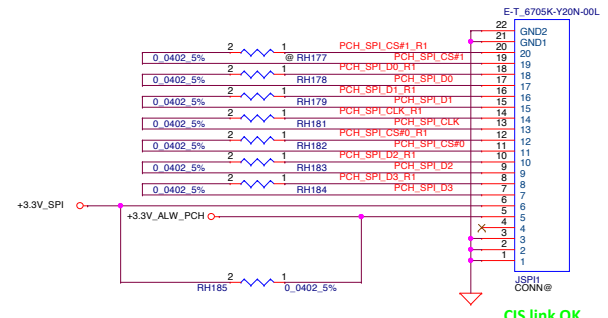 E-T_6705K-Y20N-00L
22 GND2
21 GND1
2 1 PCH_SPI_CS#1_R1 20 20
0_0402_5% @ RH177 PCH_SPI_CS#1 19 19
2 1 PCH_SPI_D0_R1 18 18
0_0402_5% RH178 PCH_SPI_D0 17 17
2 1 PCH_SPI_D1_R1 16 16
0_0402_5% RH179 PCH_SPI_D1 15 15
2 1 PCH_SPI_CLK_R1 14 14
0_0402_5% RH181 PCH_SPI_CLK 13 13
2 1 PCH_SPI_CS#0_R1 12 12
0_0402_5% RH182 PCH_SPI_CS#0 11 11
2 1 PCH_SPI_D2_R1 10 10
0_0402_5% RH183 PCH_SPI_D2 9 9
2 1 PCH_SPI_D3_R1 8 8
0_0402_5% RH184 PCH_SPI_D3 7 7
+3.3V_SPI 6 6
+3.3V_ALW_PCH 5 5
4 4
3 3
2 2
1 1
2 1
RH185 0_0402_5%
JSPI1
CONN@
CIS link OK